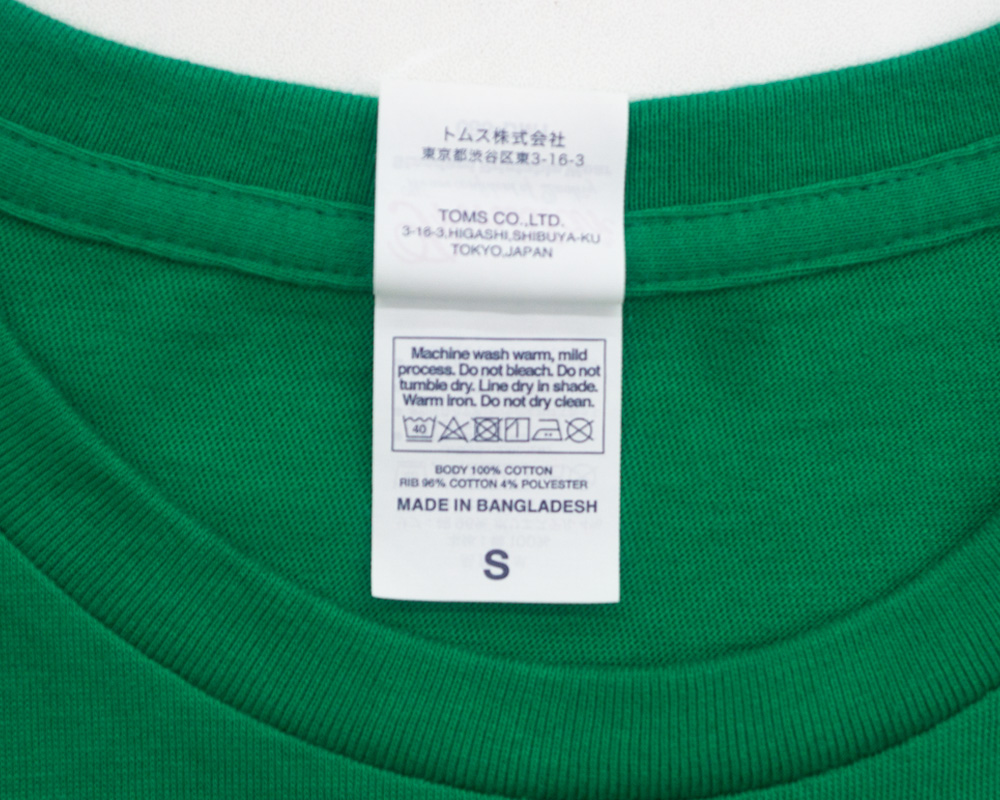 トムス株式会社
東京都渋谷区東3-16-3
TOMS CO.,LTD.
3-16-3,HIGASHI,SHIBUYA-KU
TOKYO,JAPAN
Machine wash warm, mild
process. Do not bleach. Do not
tumble dry. Line dry in shade.
Warm iron. Do not dry clean.
40
BODY 100% COTTON
RIB 96% COTTON 4% POLYESTER
MADE IN BANGLADESH
S